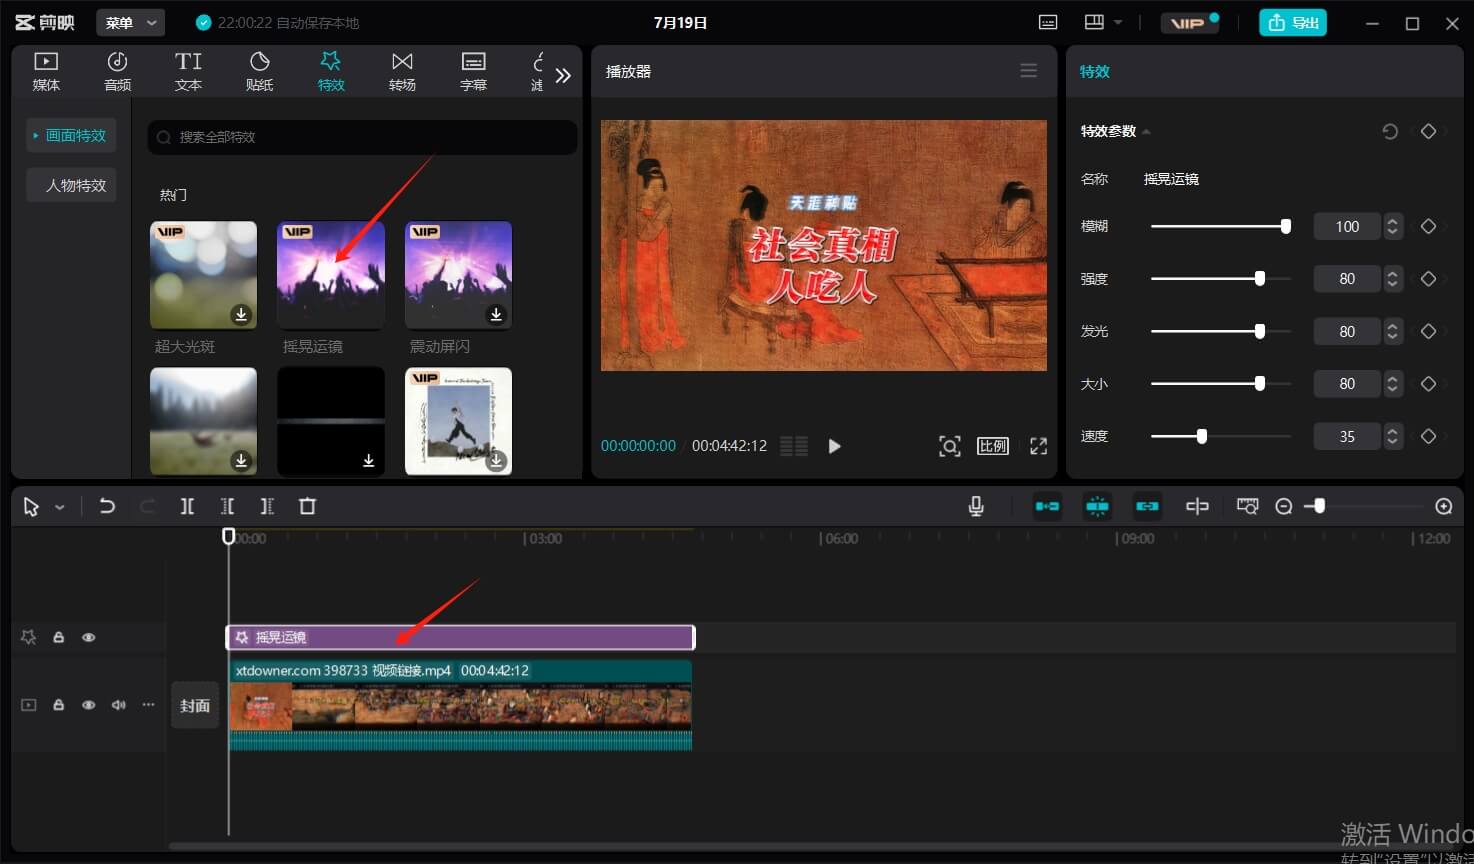 剪映
菜单
22:00:22 自动保存本地
7月19日
VIP
导出
媒体
音频
TI
文本
贴纸
特效
转场
字幕
播放器
特效
画面特效
人物特效
搜索全部特效
热门
VIP
VIP
VIP
超大光斑
摇晃运镜
震动屏闪
VIP
天涯神贴
社会真相
人吃人
00:00:00:00
00:04:42:12
比例
特效参数
名称 摇晃运镜
模糊 100
强度 80
发光 80
大小 80
速度 35
00:00
03:00
06:00
09:00
12:00
摇晃运镜
xtdowner.com 398733 视频链接.mp4 00:04:42:12
封面
激活 Windo
转到"设置"以激活